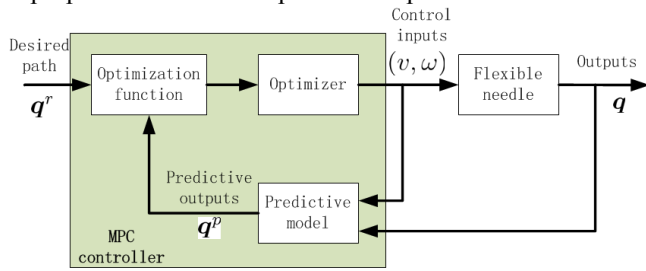 Control
inputs
(v, ω)
Desired
path
q^r
Optimization
function
Optimizer
Flexible
needle
Outputs
q
Predictive
outputs
q^p
Predictive
model
MPC
controller